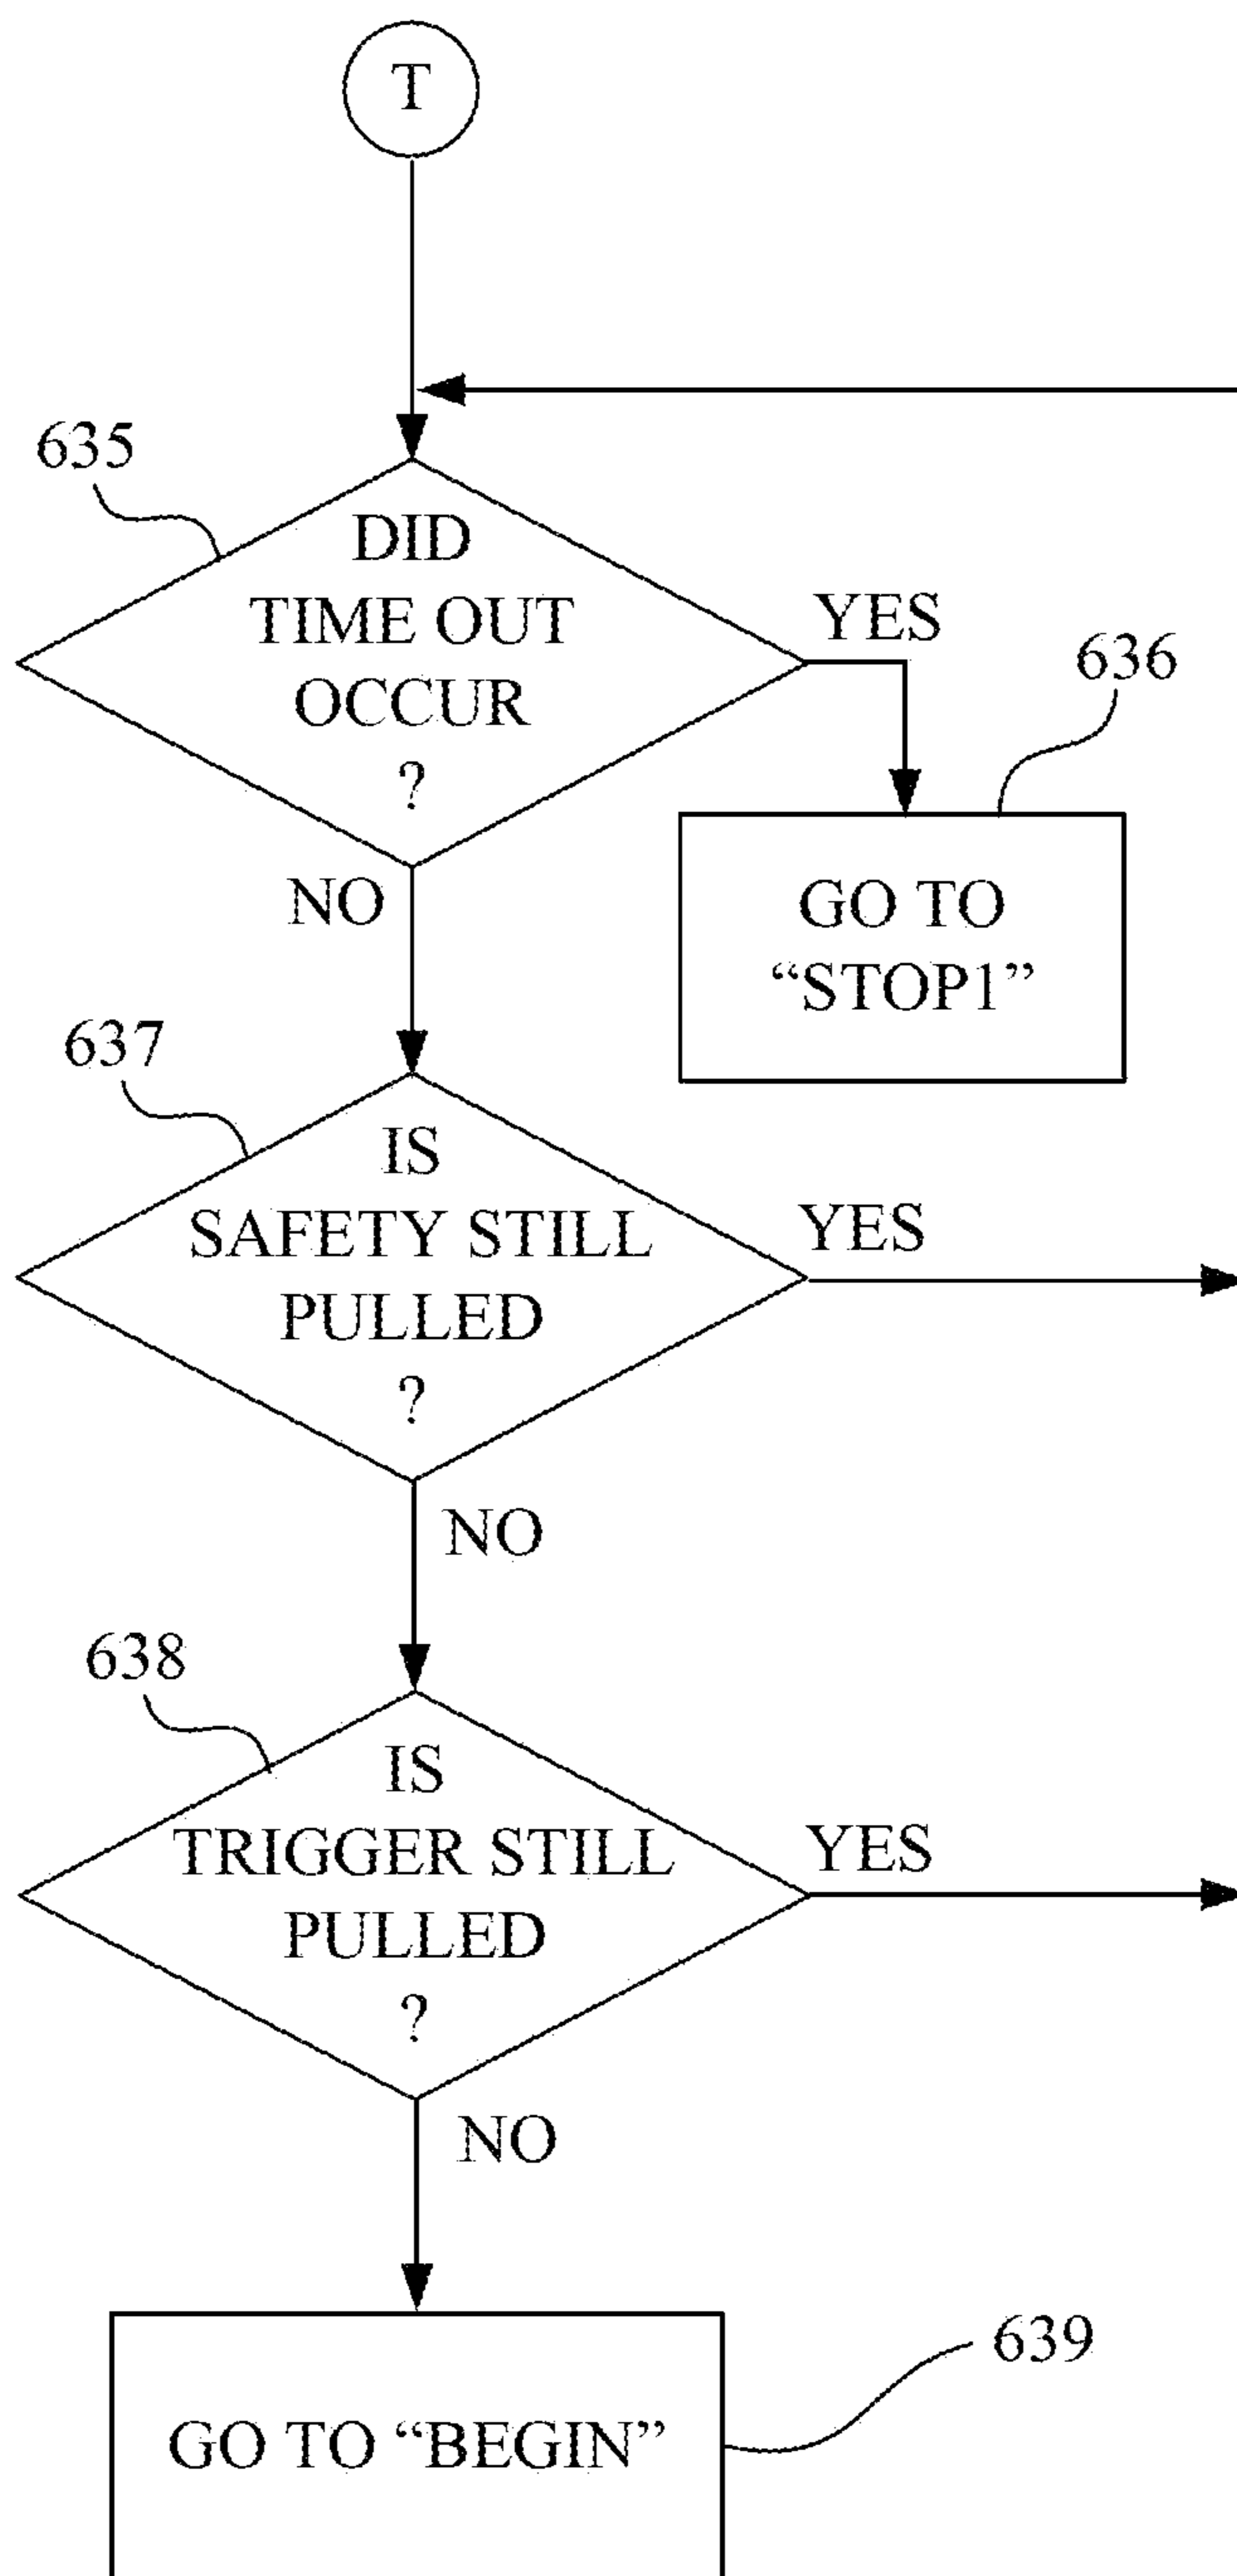 T
635
DID
TIME OUT
OCCUR
?
YES
636
GO TO
“STOP1”
NO
637
IS
SAFETY STILL
PULLED
?
YES
NO
638
IS
TRIGGER STILL
PULLED
?
YES
NO
639
GO TO “BEGIN”